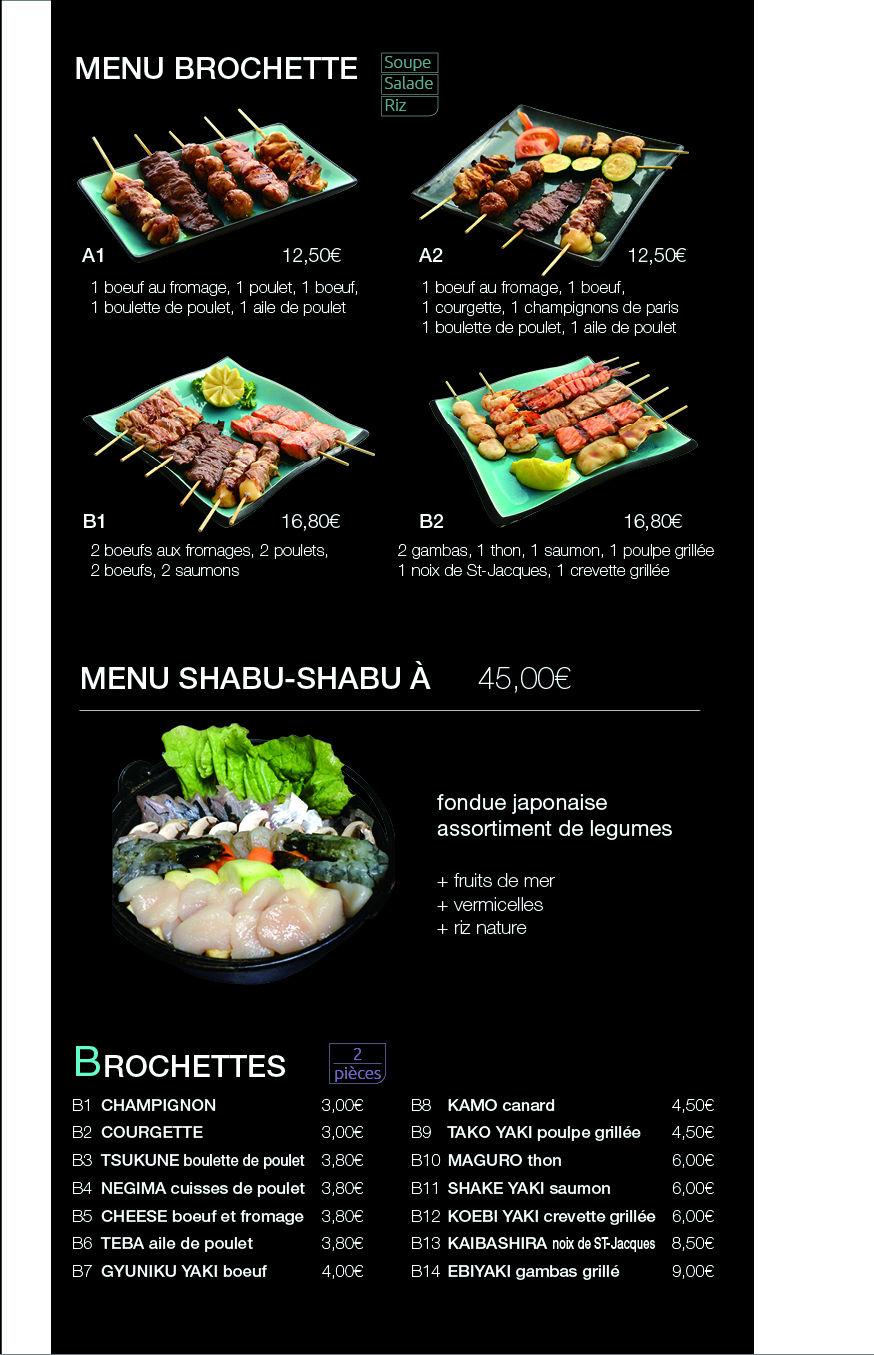 MENU BROCHETTE
Soupe
Salade
Riz
A1 12,50€
1 boeuf au fromage, 1 poulet, 1 boeuf,
1 boulette de poulet, 1 aile de poulet
A2 12,50€
1 boeuf au fromage, 1 boeuf,
1 courgette, 1 champignons de paris
1 boulette de poulet, 1 aile de poulet
B1 16,80€
2 boeufs aux fromages, 2 poulets,
2 boeufs, 2 saumons
B2 16,80€
2 gambas, 1 thon, 1 saumon, 1 poulpe grillée
1 noix de St-Jacques, 1 crevette grillée
MENU SHABU-SHABU À 45,00€
fondue japonaise
assortiment de legumes
+ fruits de mer
+ vermicelles
+ riz nature
BROCHETTES
2
pièces
B1 CHAMPIGNON 3,00€
B2 COURGETTE 3,00€
B3 TSUKUNE boulette de poulet 3,80€
B4 NEGIMA cuisses de poulet 3,80€
B5 CHEESE boeuf et fromage 3,80€
B6 TEBA aile de poulet 3,80€
B7 GYUNIKU YAKI boeuf 4,00€
B8 KAMO canard 4,50€
B9 TAKO YAKI poulpe grillée 4,50€
B10 MAGURO thon 6,00€
B11 SHAKE YAKI saumon 6,00€
B12 KOEBI YAKI crevette grillée 6,00€
B13 KAIBASHIRA noix de ST-Jacques 8,50€
B14 EBIYAKI gambas grillé 9,00€